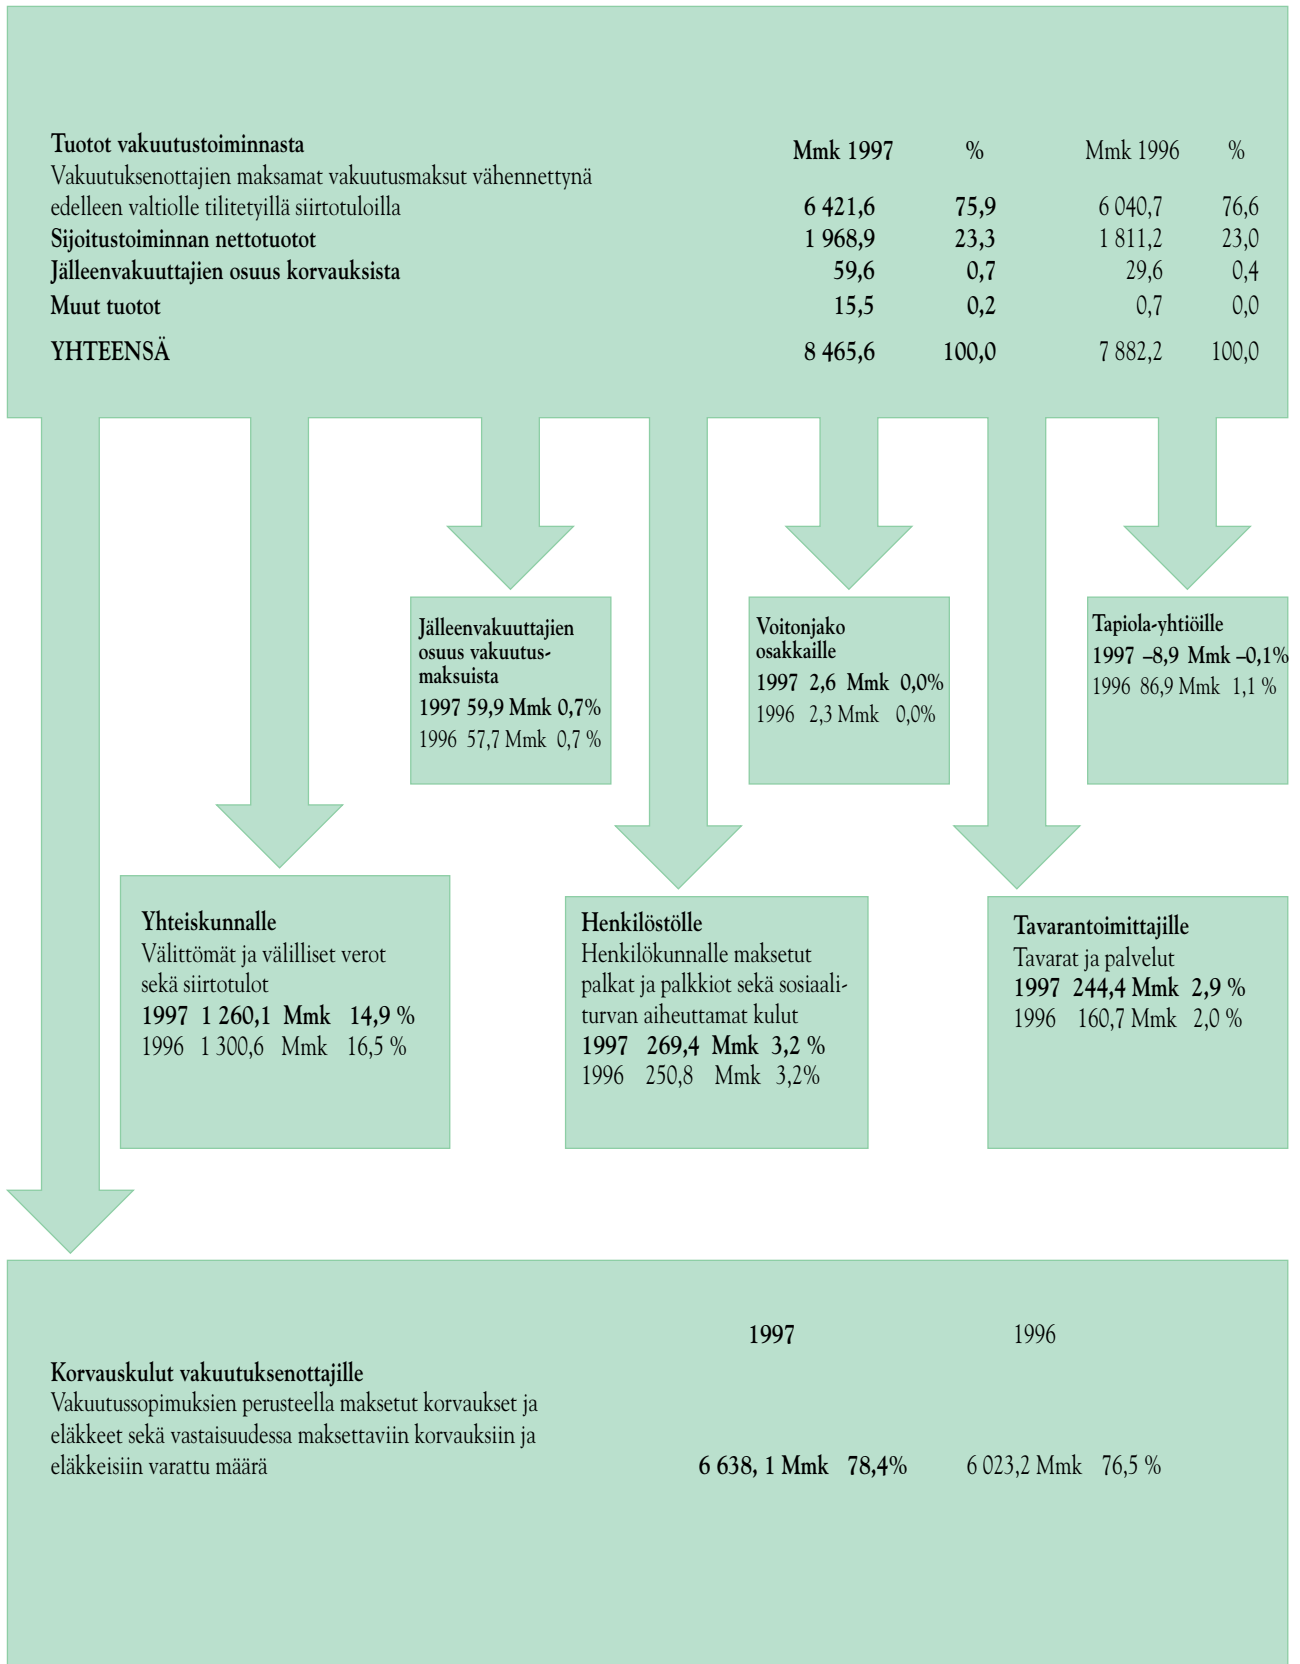 Tuotot vakuutustoiminnasta Mmk 1997 % Mmk 1996 %
Vakuutuksenottajien maksamat vakuutusmaksut vähennettynä
edelleen valtiolle tilitetyillä siirtotuloilla 6 421,6 75,9 6 040,7 76,6
Sijoitustoiminnan nettotuotot 1 968,9 23,3 1 811,2 23,0
Jälleenvakuuttajien osuus korvauksista 59,6 0,7 29,6 0,4
Muut tuotot 15,5 0,2 0,7 0,0
YHTEENSÄ 8 465,6 100,0 7 882,2 100,0
Jälleenvakuuttajien
osuus vakuutus-
maksuista
1997 59,9 Mmk 0,7%
1996 57,7 Mmk 0,7 %
Voitonjako
osakkaille
1997 2,6 Mmk 0,0%
1996 2,3 Mmk 0,0%
Tapiola-yhtiöille
1997 –8,9 Mmk –0,1%
1996 86,9 Mmk 1,1 %
Yhteiskunnalle
Välittömät ja välilliset verot
sekä siirtotulot
1997 1 260,1 Mmk 14,9 %
1996 1 300,6 Mmk 16,5 %
Henkilöstölle
Henkilökunnalle maksetut
palkat ja palkkiot sekä sosiaali-
turvan aiheuttamat kulut
1997 269,4 Mmk 3,2 %
1996 250,8 Mmk 3,2%
Tavarantoimittajille
Tavarat ja palvelut
1997 244,4 Mmk 2,9 %
1996 160,7 Mmk 2,0 %
1997 1996
Korvauskulut vakuutuksenottajille
Vakuutussopimuksien perusteella maksetut korvaukset ja
eläkkeet sekä vastaisuudessa maksettaviin korvauksiin ja
eläkkeisiin varattu määrä 6 638, 1 Mmk 78,4% 6 023,2 Mmk 76,5 %